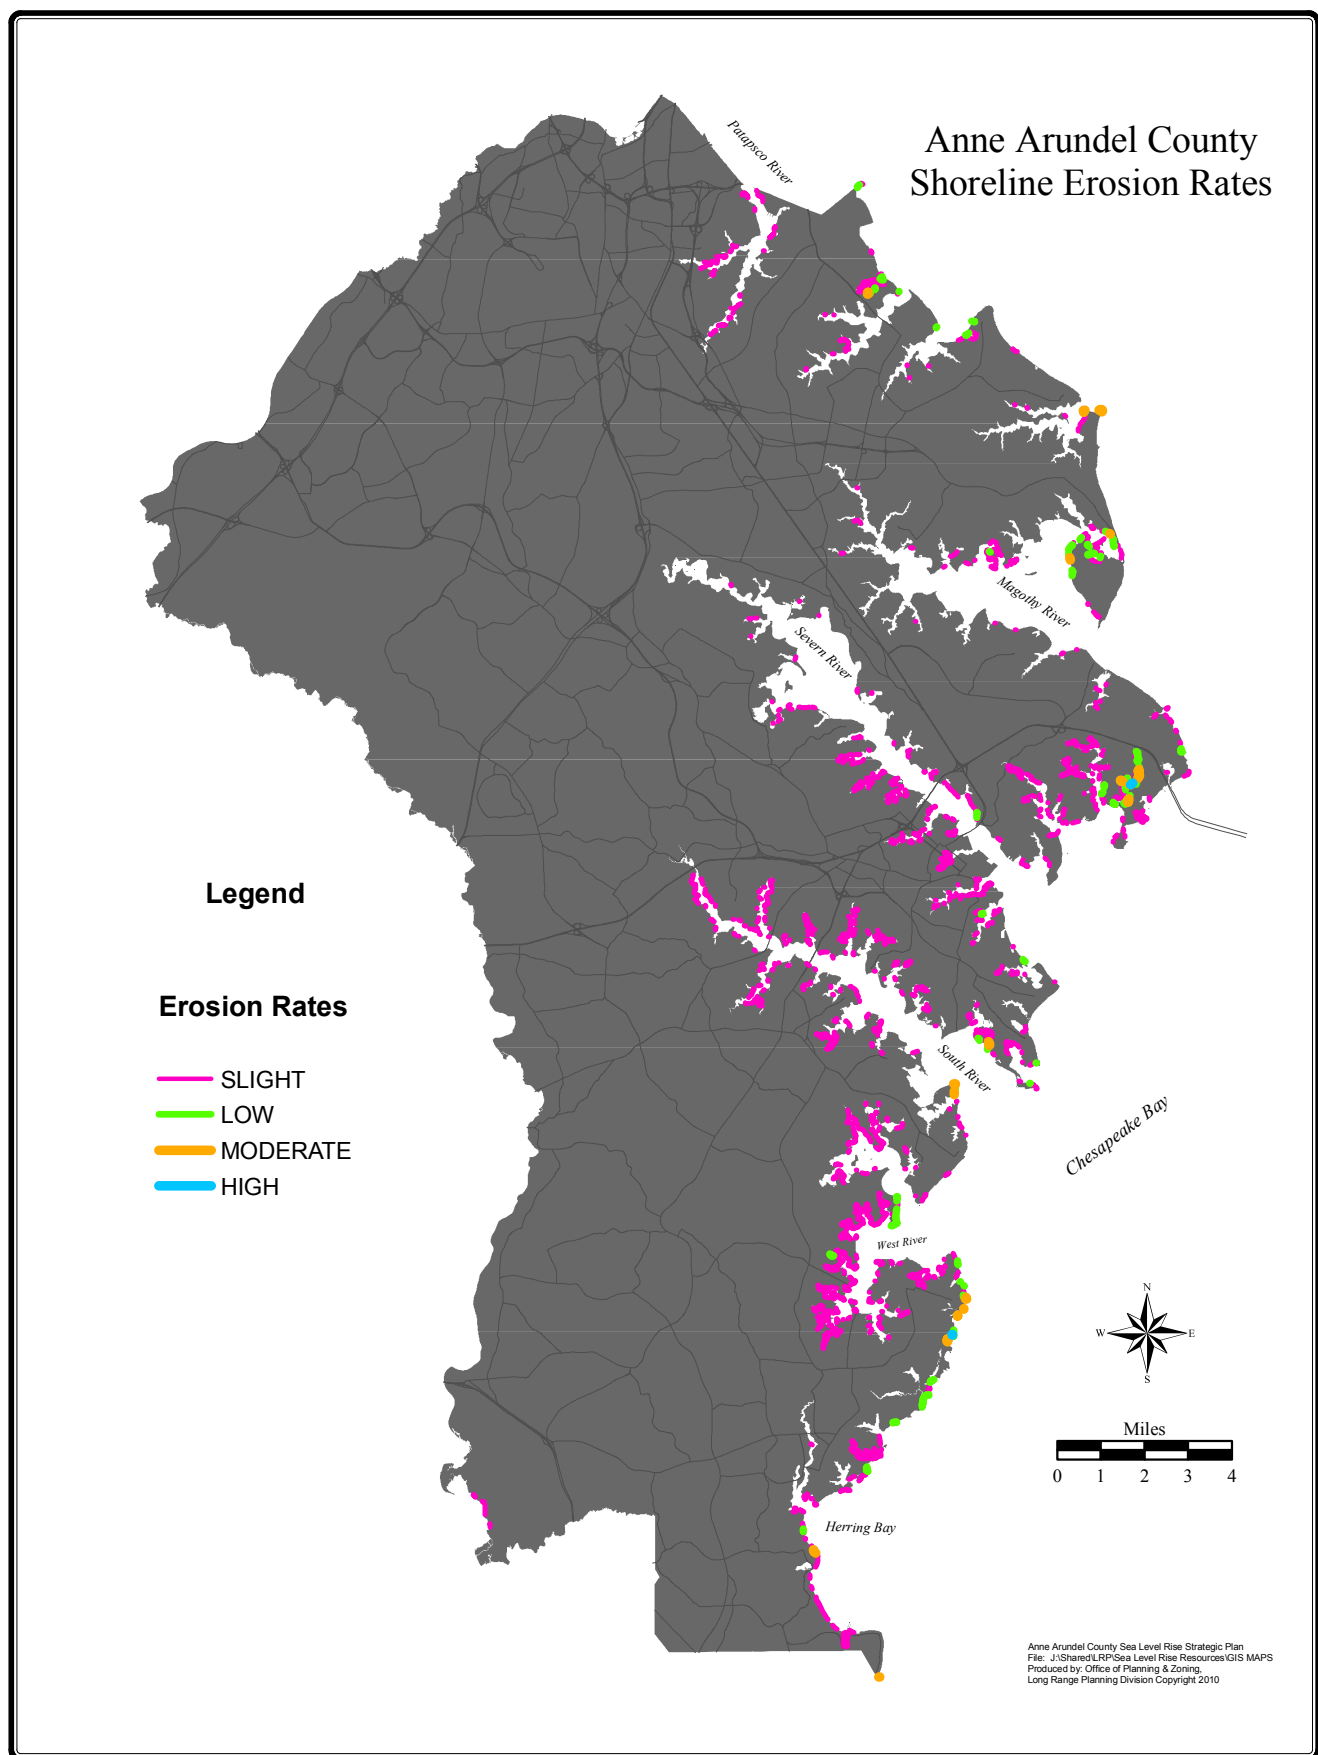 Patapsco River
Anne Arundel County
Shoreline Erosion Rates
Magothy River
Severn River
Legend
Erosion Rates
SLIGHT
LOW
MODERATE
HIGH
South River
Chesapeake Bay
West River
N
W
E
S
Miles
0 1 2 3 4
Herring Bay
Anne Arundel County Sea Level Rise Strategic Plan
File: J:\Shared\LRP\Sea Level Rise Resources\GIS MAPS
Produced by: Office of Planning & Zoning,
Long Range Planning Division Copyright 2010